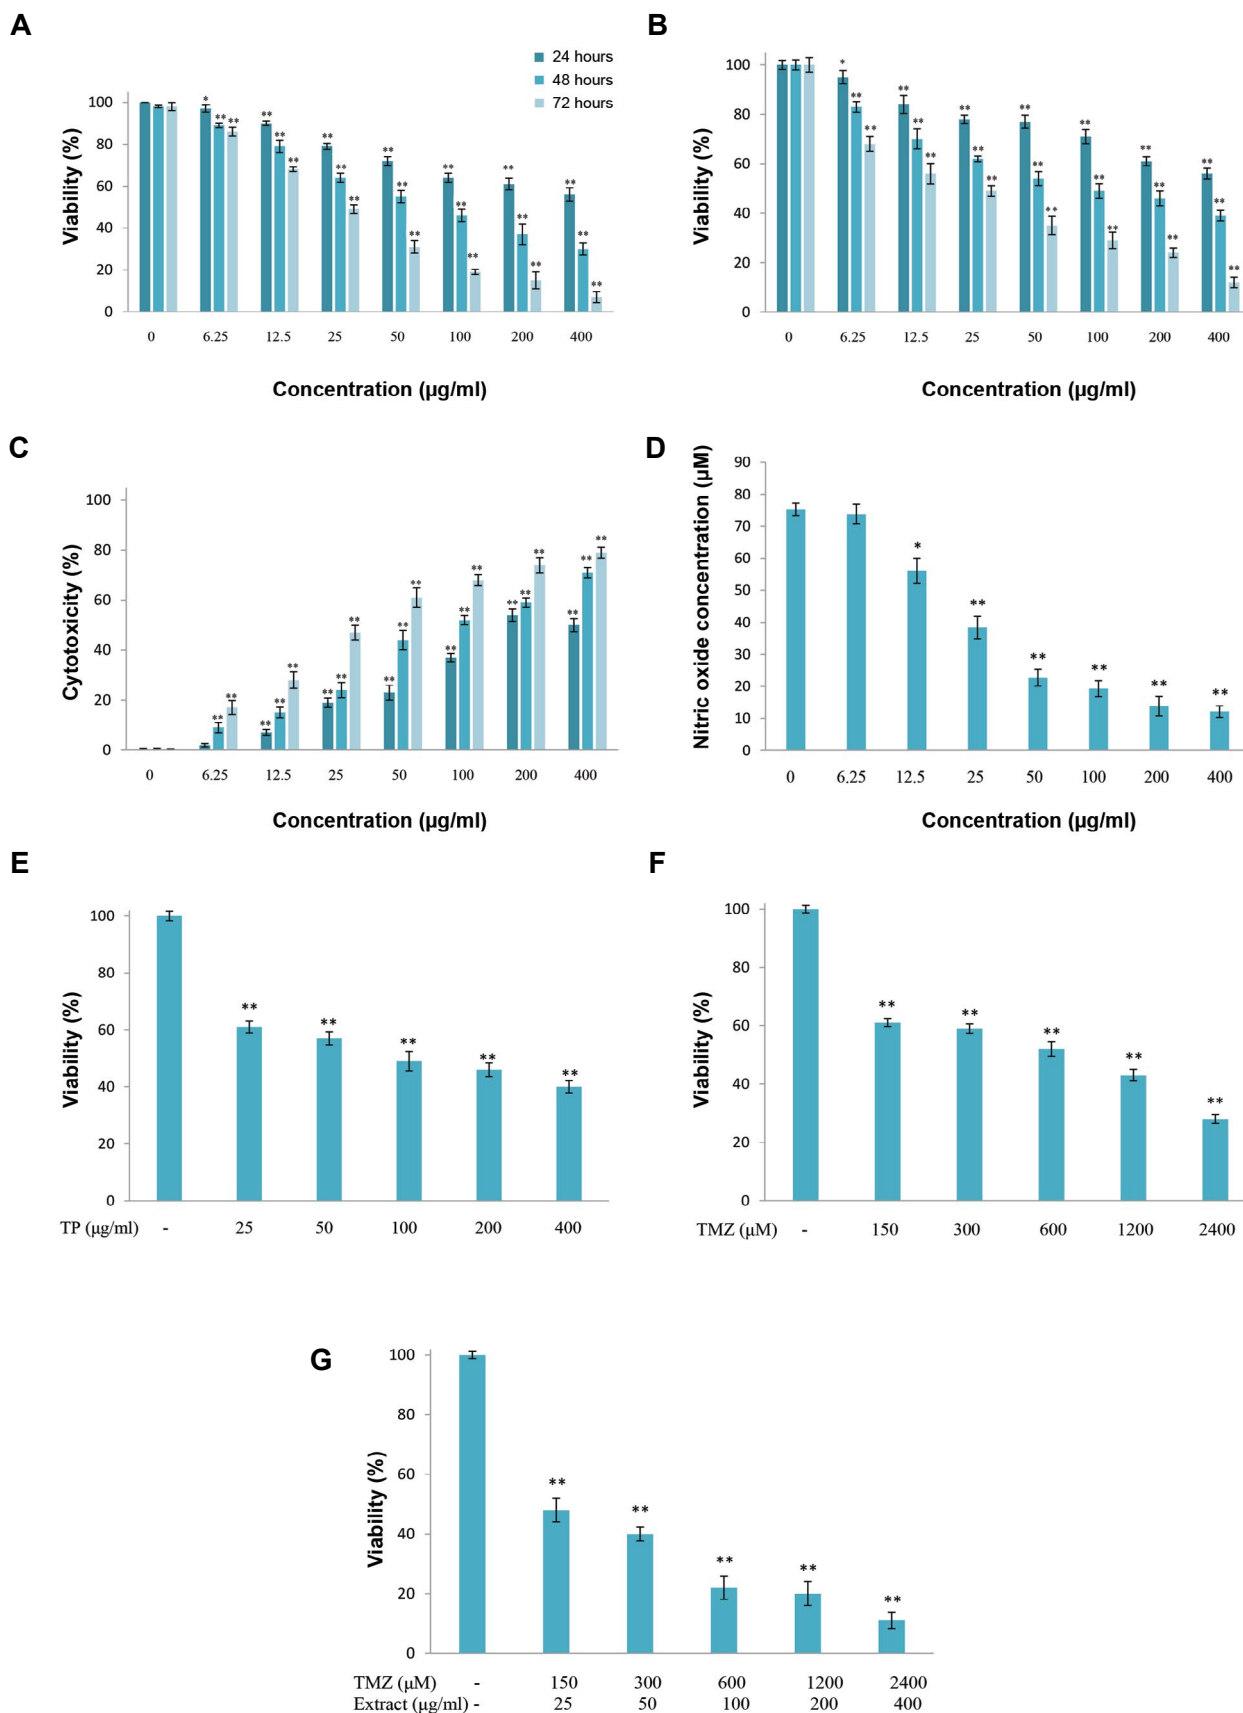 A
24 hours
48 hours
72 hours
Viability (%)
100
80
60
40
20
0
* ** ** ** ** ** ** ** ** ** ** ** ** ** ** ** ** ** ** ** **
0 6.25 12.5 25 50 100 200 400
Concentration (µg/ml)
B
Viability (%)
100
80
60
40
20
0
* ** ** ** ** ** ** ** ** ** ** ** ** ** ** ** ** ** ** ** **
0 6.25 12.5 25 50 100 200 400
Concentration (µg/ml)
C
Cytotoxicity (%)
100
80
60
40
20
0
** ** ** ** ** ** ** ** ** ** ** ** ** ** ** ** ** ** ** **
0 6.25 12.5 25 50 100 200 400
Concentration (µg/ml)
D
Nitric oxide concentration (µM)
90
80
70
60
50
40
30
20
10
0
* ** ** ** ** **
0 6.25 12.5 25 50 100 200 400
Concentration (µg/ml)
E
Viability (%)
100
80
60
40
20
0
** ** ** ** **
TP (µg/ml) - 25 50 100 200 400
F
Viability (%)
100
80
60
40
20
0
** ** ** ** **
TMZ (µM) - 150 300 600 1200 2400
G
Viability (%)
100
80
60
40
20
0
** ** ** ** **
TMZ (µM) - 150 300 600 1200 2400
Extract (µg/ml) - 25 50 100 200 400